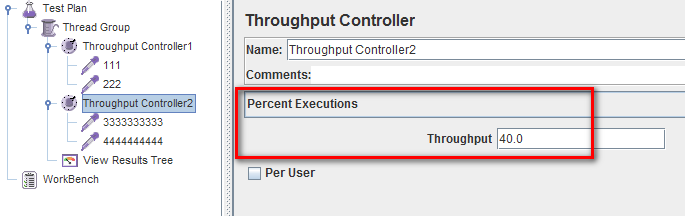 Test Plan
Thread Group
Throughput Controller1
111
222
Throughput Controller2
3333333333
4444444444
View Results Tree
WorkBench
Throughput Controller
Name: Throughput Controller2
Comments:
Percent Executions
Throughput 40.0
Per User